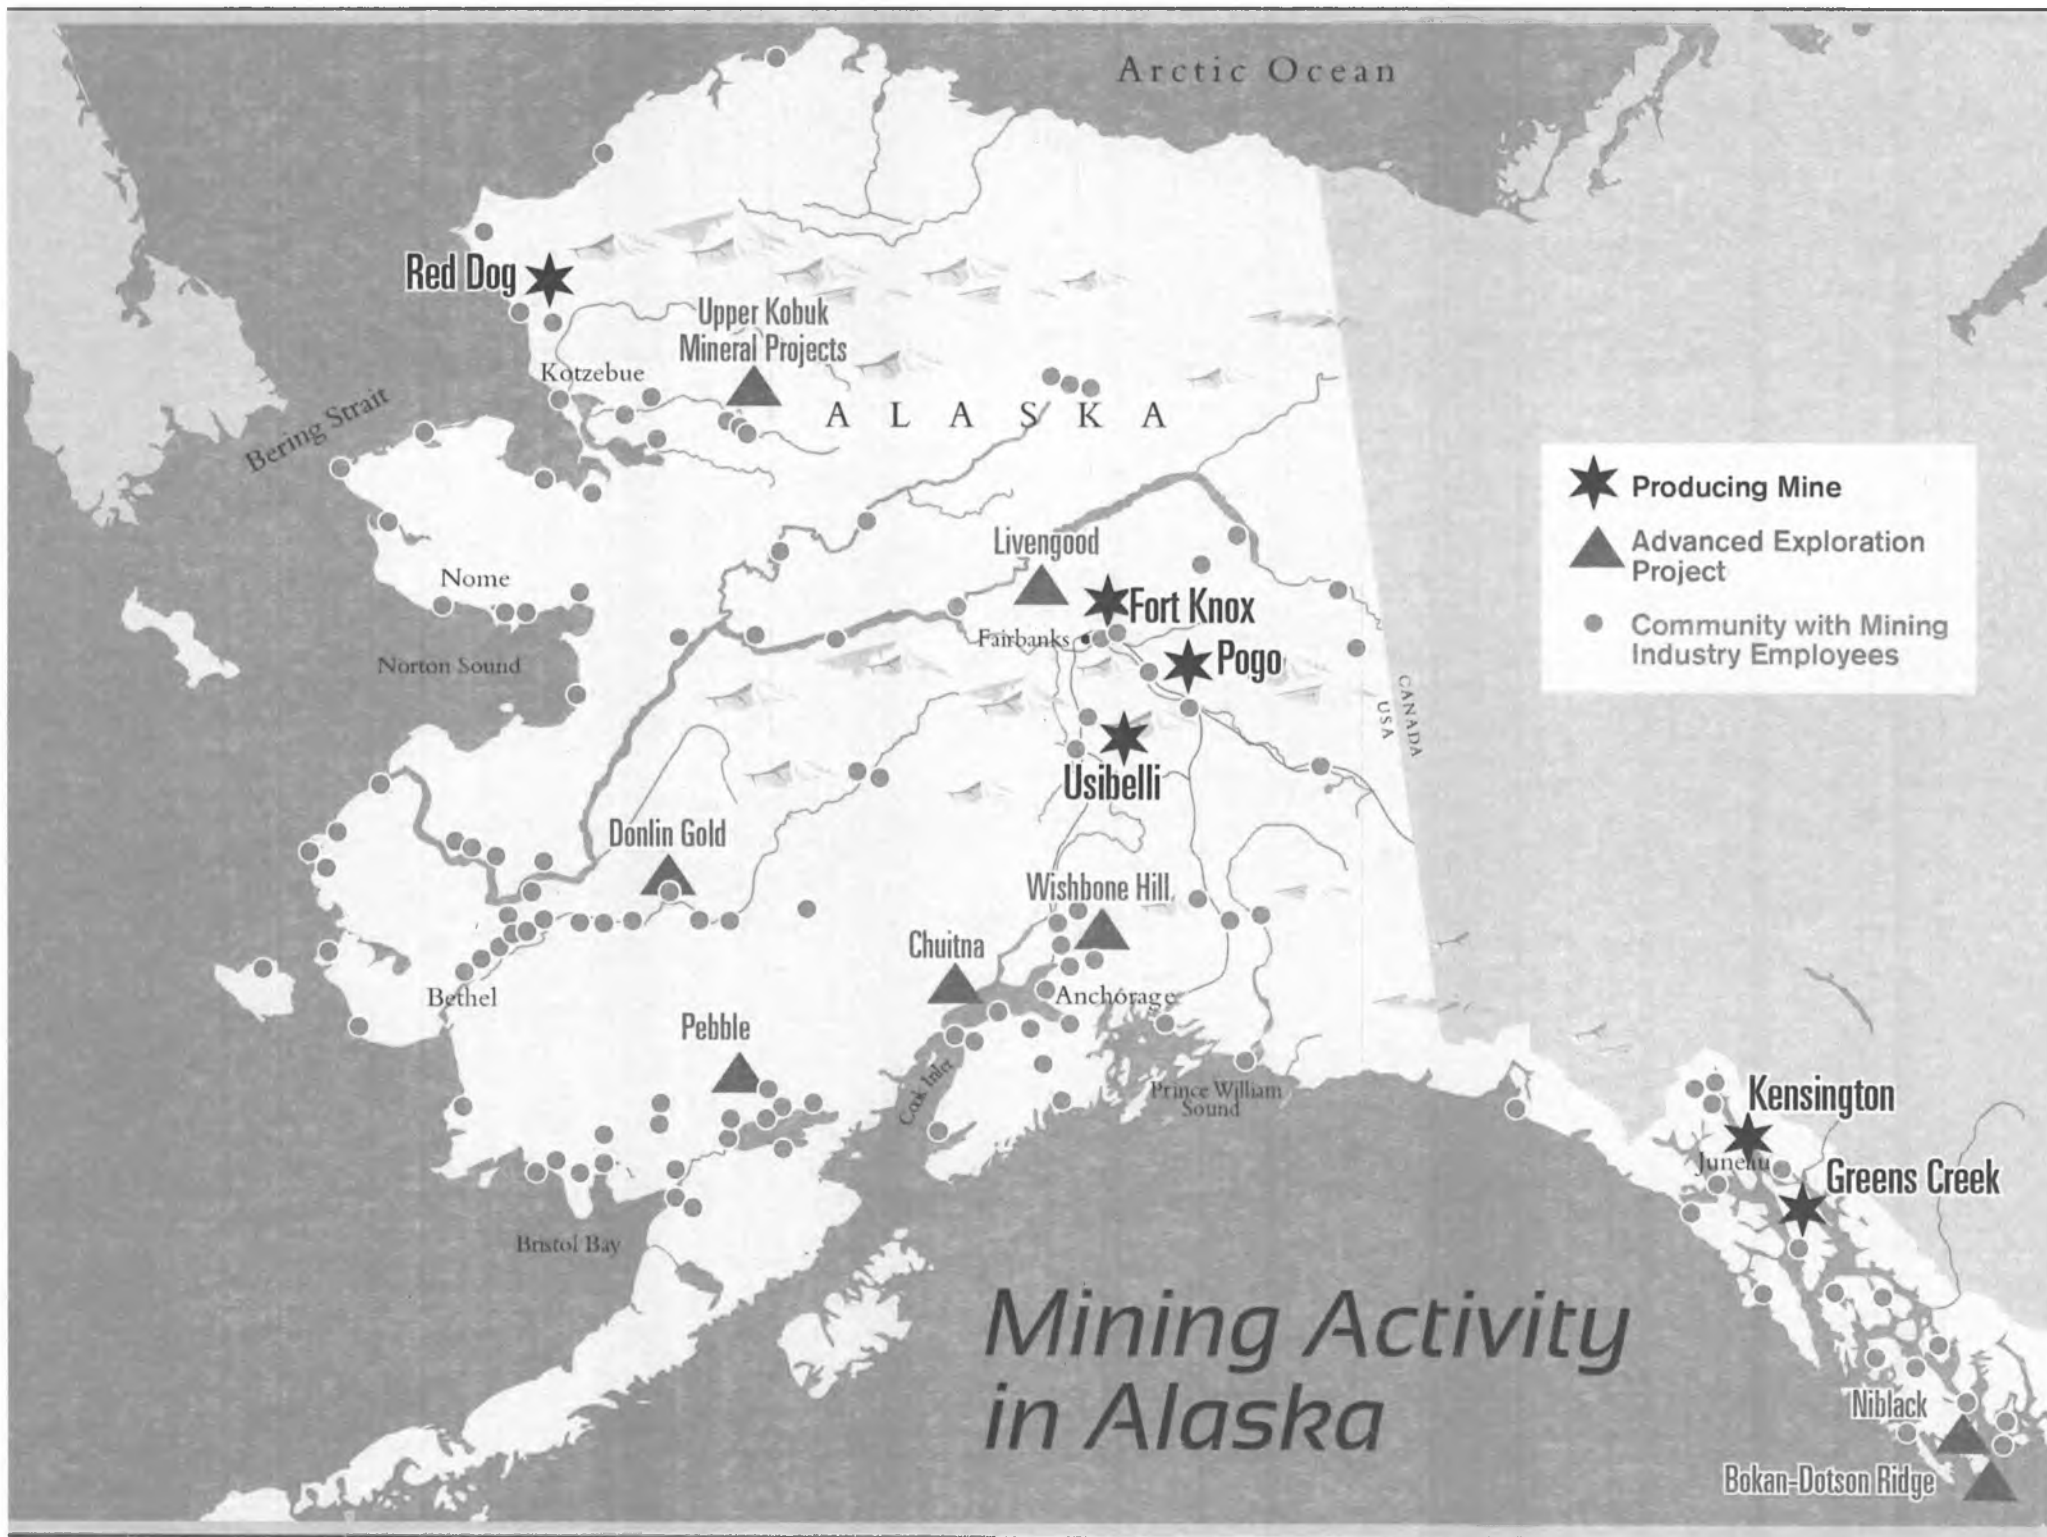 Arctic Ocean
Red Dog
Upper Kobuk
Mineral Projects
Kotzebue
Bering Strait
ALASKA
Producing Mine
Advanced Exploration
Project
Community with Mining
Industry Employees
Livengood
Nome
Fort Knox
Fairbanks
Pogo
Norton Sound
CANADA
USA
Usibelli
Donlin Gold
Wishbone Hill
Chuitna
Bethel
Anchorage
Pebble
Cook Inlet
Prince William
Sound
Kensington
Juneau
Greens Creek
Bristol Bay
Mining Activity
in Alaska
Niblack
Bokan-Dotson Ridge